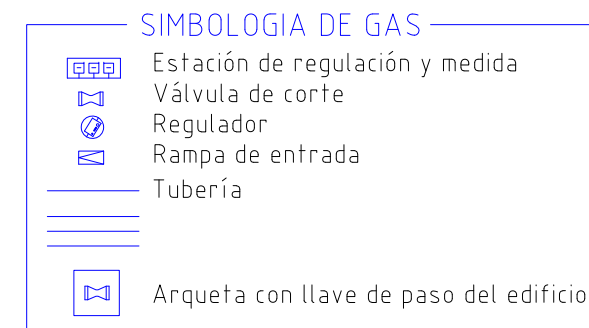 SIMBOLOGIA DE GAS
Estación de regulación y medida
Válvula de corte
Regulador
Rampa de entrada
Tubería
Arqueta con llave de paso del edificio